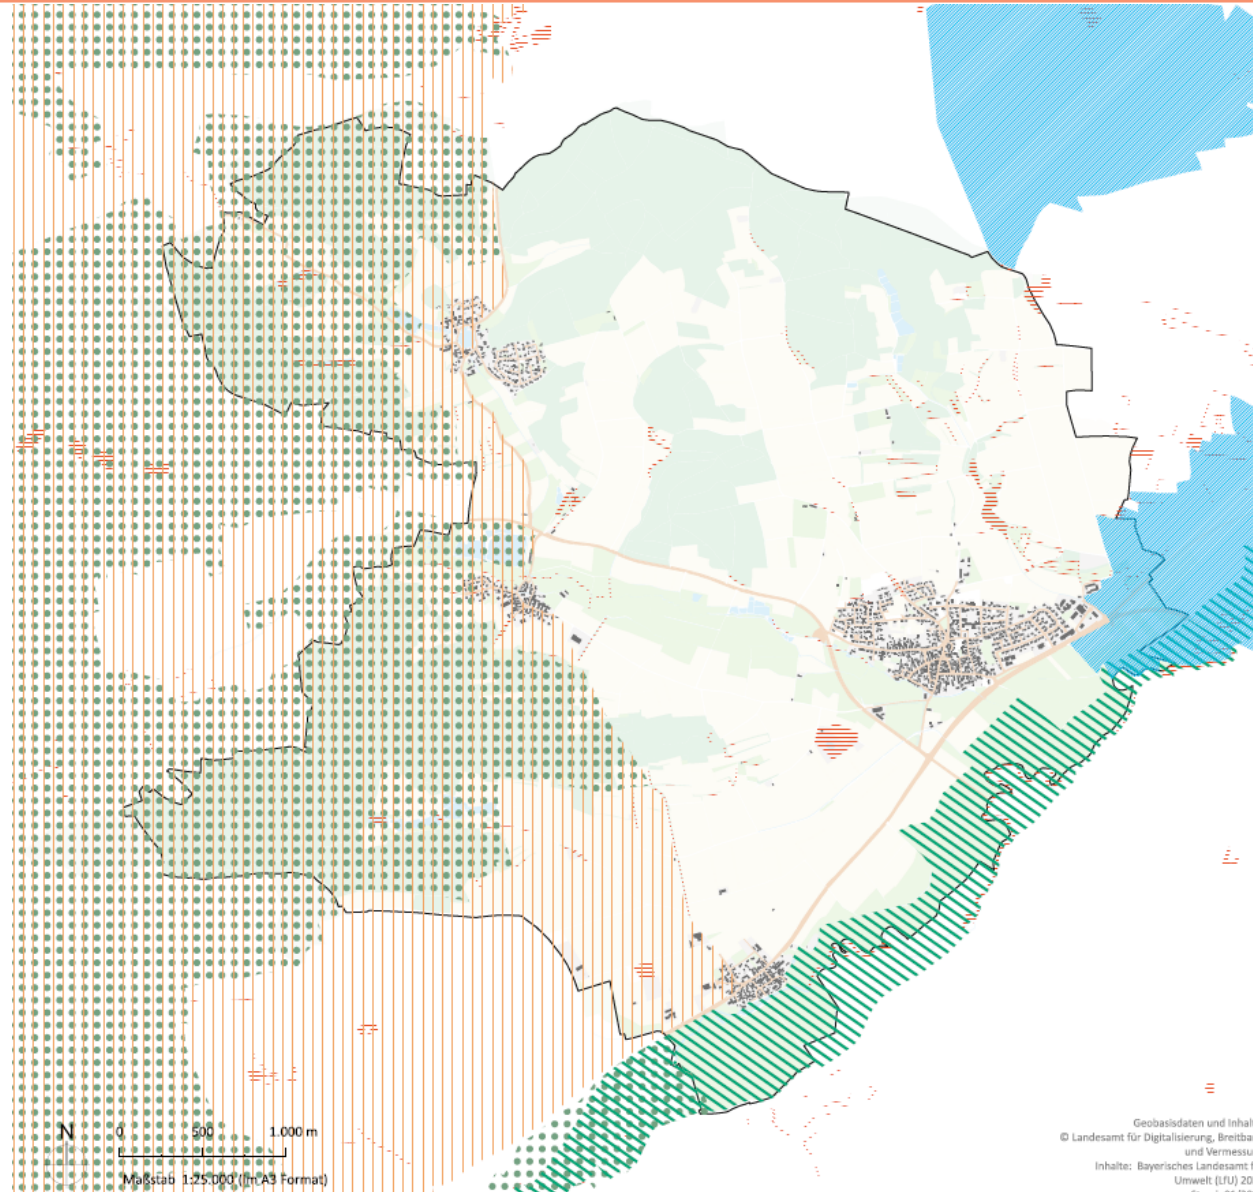 N
0 500 1.000 m
Maßstab 1:25.000 (im A3 Format)
Geobasisdaten und Inhal
© Landesamt für Digitalisierung, Breitba
und Vermessu
Inhalte: Bayerisches Landesamt
Umwelt (LfU) 20